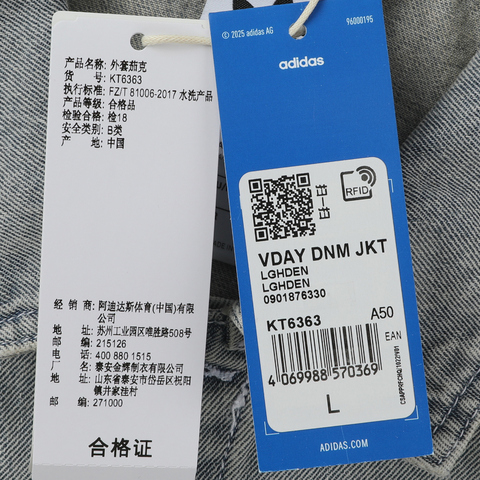 产品名称: 外套茄克
货 号: KT6363
执行标准: FZ/T 81006-2017 水洗产品
产品等级: 合格品
检验合格: 检18
安全类别: B类
产 地: 中国
经 销 商: 阿迪达斯体育(中国)有限
公司
地址: 苏州工业园区唯胜路508号
邮编: 215126
电话: 400 880 1515
厂名: 泰安金辉制衣有限公司
地址: 山东省泰安市岱岳区祝阳
镇井家洼村
邮编: 271000
合格证
© 2025 adidas AG
96000195
adidas
扫一扫
RFID
VDAY DNM JKT
LGHDEN
LGHDEN
0901876330
KT6363
A50
EAN
4 069988 570369
L
ADIDAS.COM